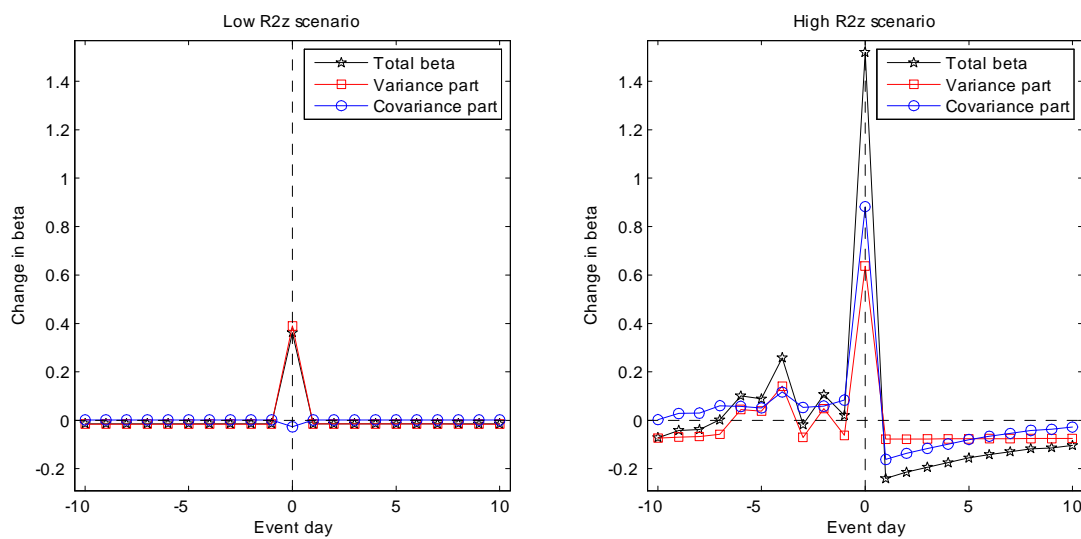 Low R2z scenario
Total beta
Variance part
Covariance part
1.4
1.2
1
0.8
0.6
0.4
0.2
0
-0.2
Change in beta
-10
-5
0
5
10
Event day
High R2z scenario
Total beta
Variance part
Covariance part
1.4
1.2
1
0.8
0.6
0.4
0.2
0
-0.2
Change in beta
-10
-5
0
5
10
Event day